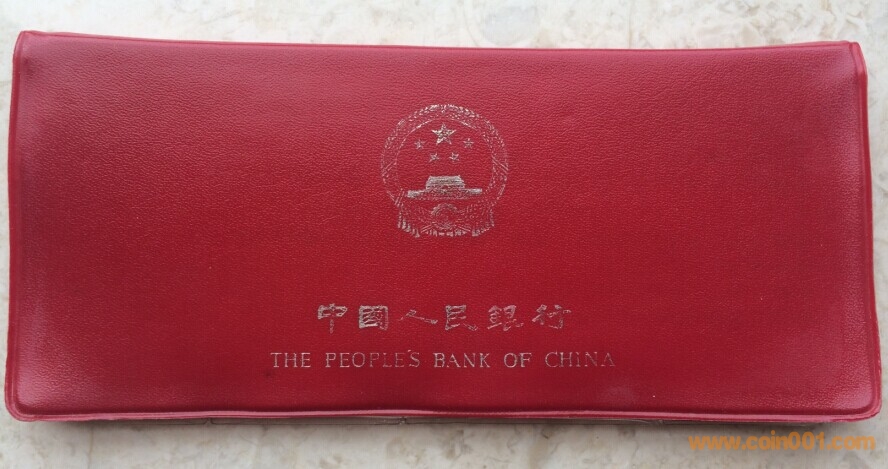 中國人民銀行
THE PEOPLE'S BANK OF CHINA
www.coin001.com